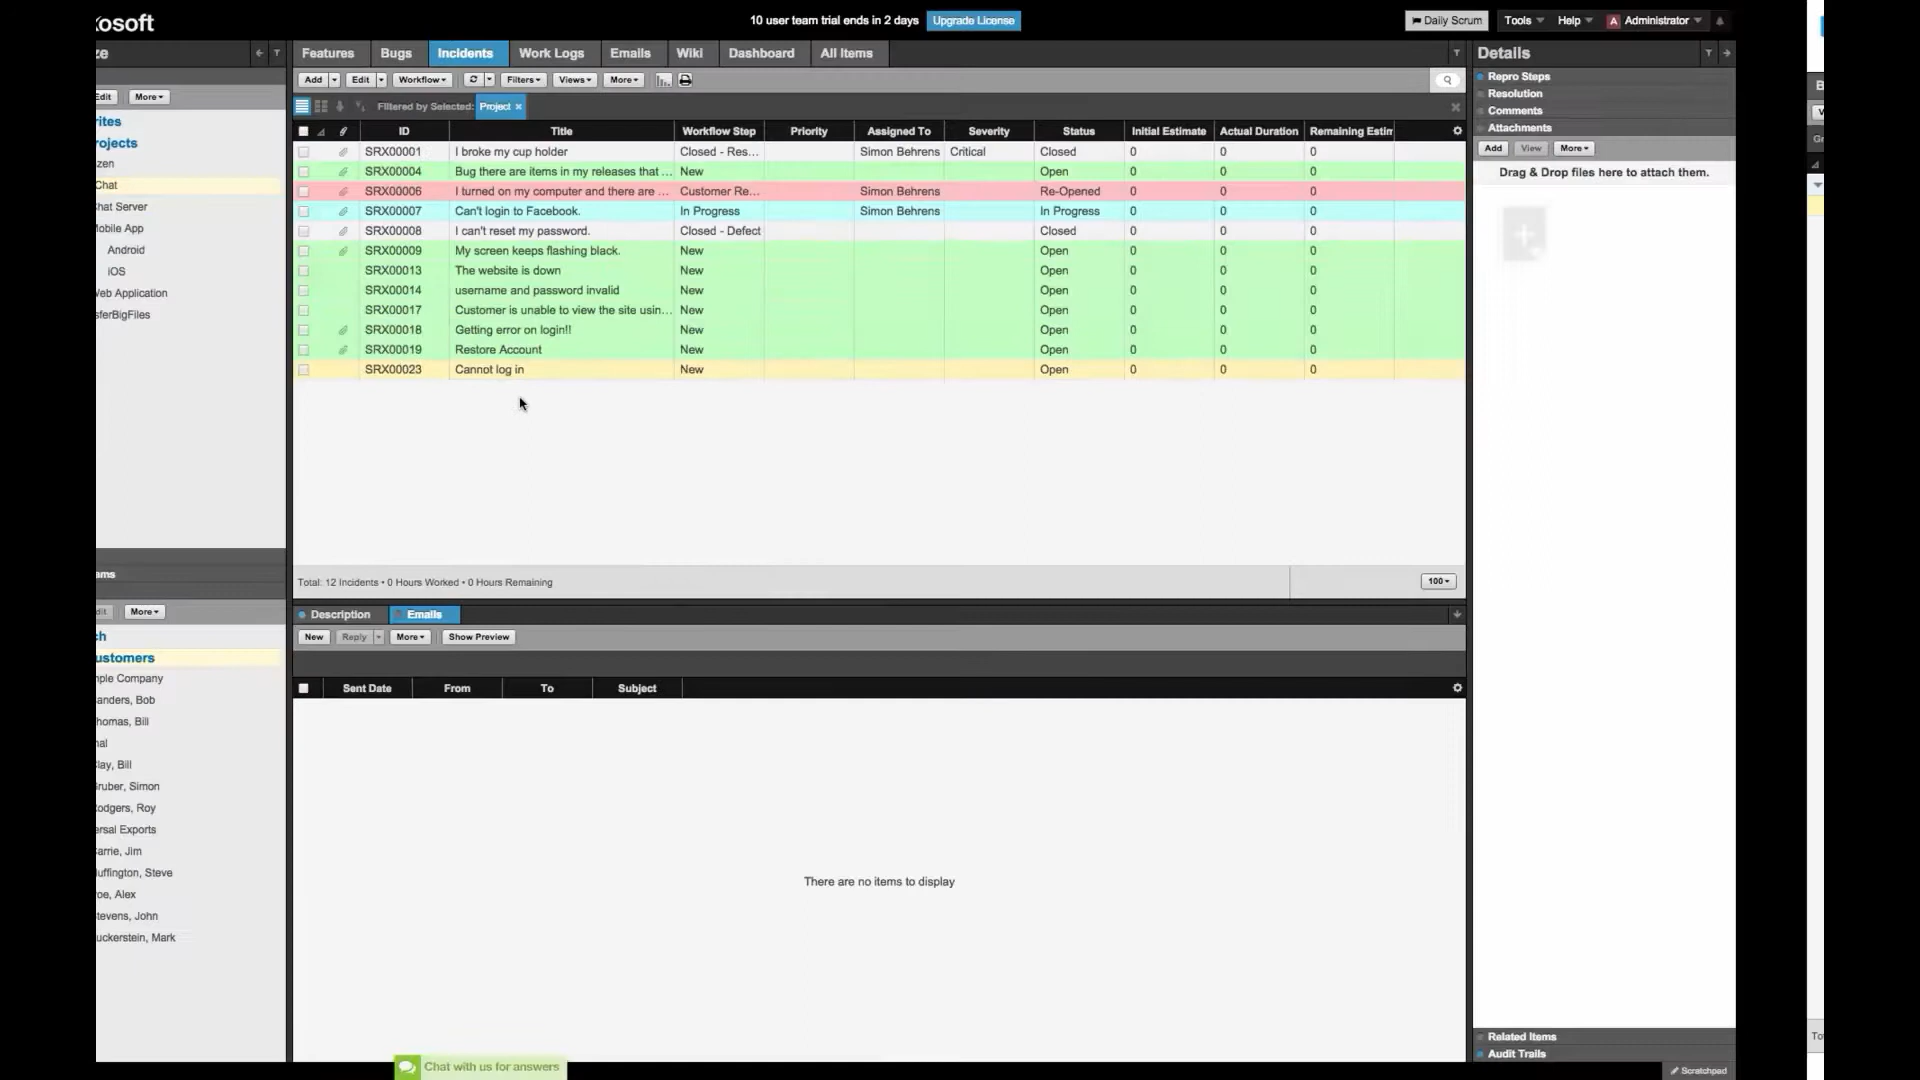 osoft
10 user team trial ends in 2 days Upgrade License
Daily Scrum Tools Help A Administrator
ze
Features Bugs Incidents Work Logs Emails Wiki Dashboard All Items
Details
Edit More
Add Edit Workflow Filters Views More
Filtered by Selected: Project ×
rites
rojects
zen
Chat
hat Server
obile App
Android
iOS
eb Application
sferBigFiles
ID Title Workflow Step Priority Assigned To Severity Status Initial Estimate Actual Duration Remaining Estim
SRX00001 I broke my cup holder Closed - Res... Simon Behrens Critical Closed 0 0 0
SRX00004 Bug there are items in my releases that ... New Open 0 0 0
SRX00006 I turned on my computer and there are ... Customer Re... Simon Behrens Re-Opened 0 0 0
SRX00007 Can't login to Facebook. In Progress Simon Behrens In Progress 0 0 0
SRX00008 I can't reset my password. Closed - Defect Closed 0 0 0
SRX00009 My screen keeps flashing black. New Open 0 0 0
SRX00013 The website is down New Open 0 0 0
SRX00014 username and password invalid New Open 0 0 0
SRX00017 Customer is unable to view the site usin... New Open 0 0 0
SRX00018 Getting error on login!! New Open 0 0 0
SRX00019 Restore Account New Open 0 0 0
SRX00023 Cannot log in New Open 0 0 0
Total: 12 Incidents • 0 Hours Worked • 0 Hours Remaining
100
Repro Steps
Resolution
Comments
Attachments
Add View More
Drag & Drop files here to attach them.
ams
dit More
ch
ustomers
mple Company
anders, Bob
homas, Bill
nal
lay, Bill
ruber, Simon
odgers, Roy
ersal Exports
arrie, Jim
uffington, Steve
oe, Alex
tevens, John
uckerstein, Mark
Description Emails
New Reply More Show Preview
Sent Date From To Subject
There are no items to display
Chat with us for answers
Related Items
Audit Trails
Scratchpad